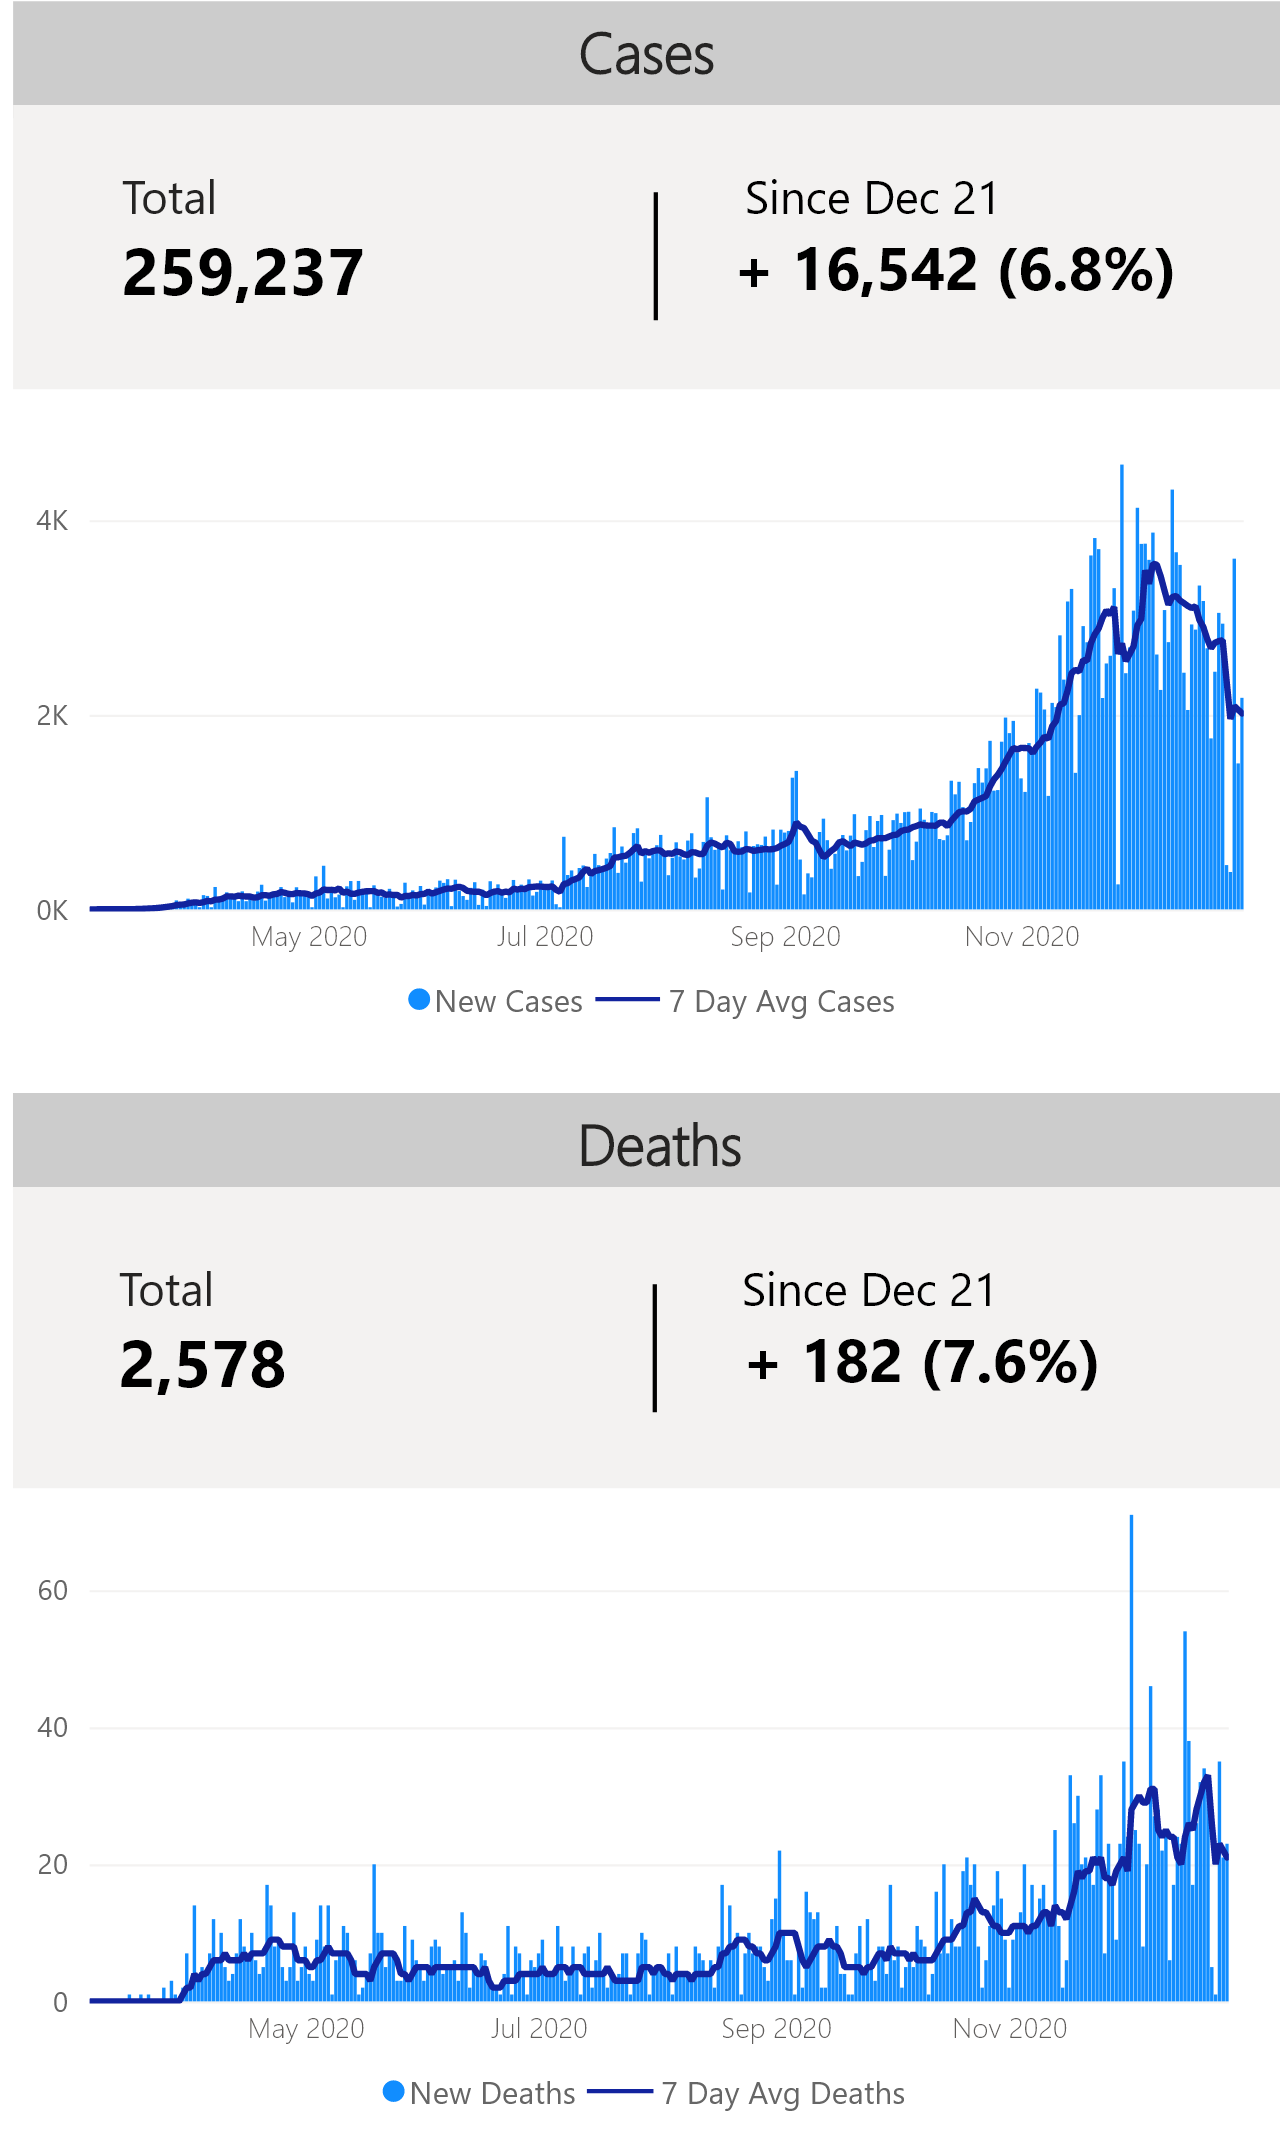 Cases
Total
Since Dec 21
259,237
+ 16,542 (6.8%)
4K
2K
0K
May 2020
Jul 2020
Sep 2020
Nov 2020
New Cases
7 Day Avg Cases
Deaths
Total
Since Dec 21
2,578
+ 182 (7.6%)
60
40
20
0
May 2020
Jul 2020
Sep 2020
Nov 2020
New Deaths
7 Day Avg Deaths